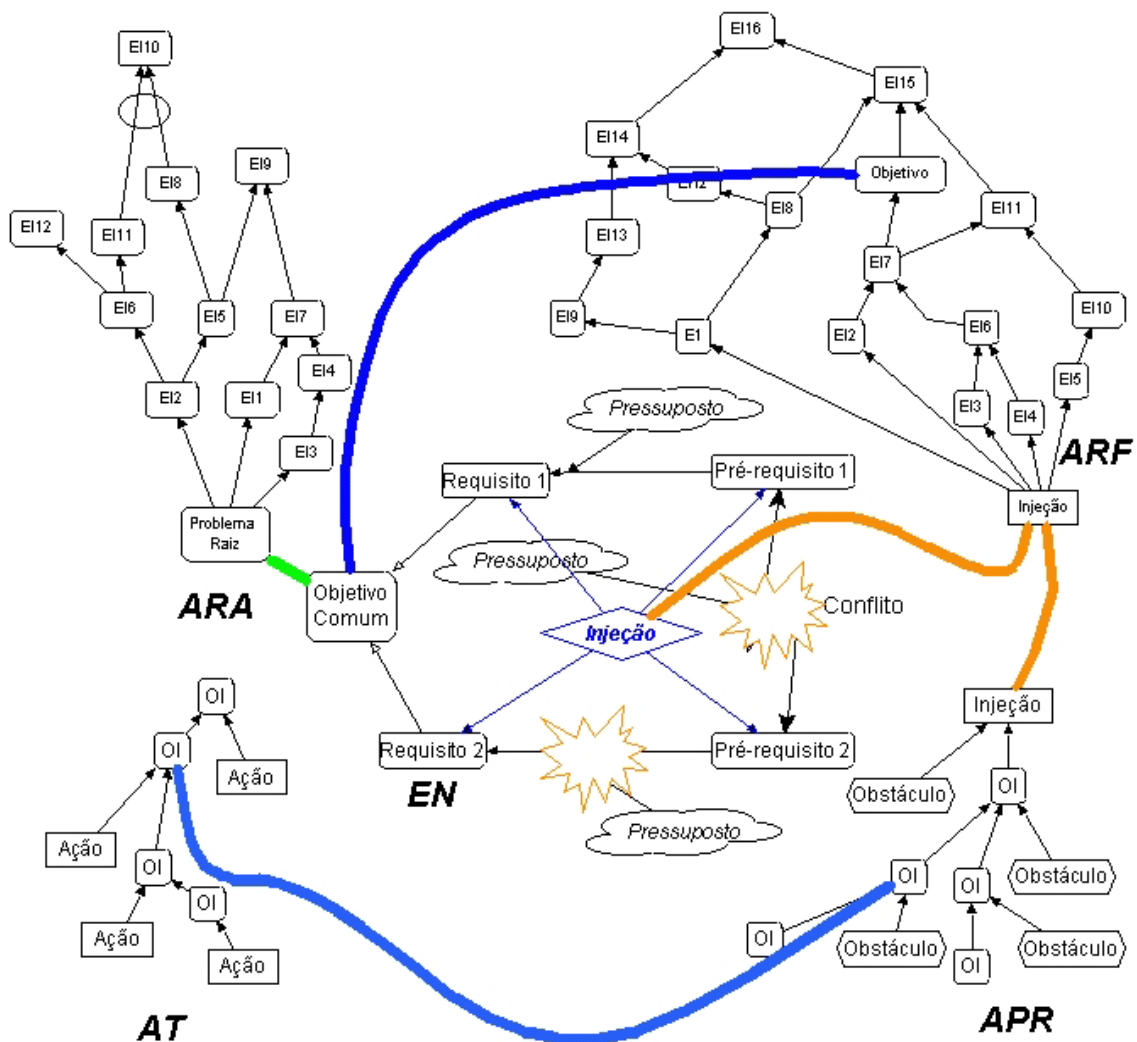 EI16
EI10
EI15
EI14
EI9
EI8
EI12
Objetivo
EI8
EI11
EI12
EI11
EI13
EI7
EI6
EI5
EI7
EI9
E1
EI2
EI6
EI10
EI4
EI5
EI2
EI1
EI3
EI4
Pressuposto
EI3
ARF
Requisito 1
Pré-requisito 1
Injeção
Problema
Raiz
Pressuposto
ARA
Objetivo
Comum
Conflito
Injeção
OI
Injeção
OI
Requisito 2
Pré-requisito 2
Ação
EN
Obstáculo
OI
Pressuposto
Ação
OI
OI
OI
Obstáculo
OI
OI
Ação
Obstáculo
Obstáculo
Ação
OI
AT
APR